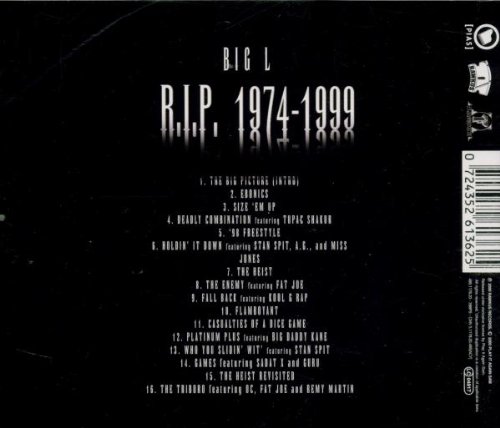 BIG L
R.I.P. 1974-1999
1. THE BIG PICTURE (INTRO)
2. EBONICS
3. SIZE 'EM UP
4. DEADLY COMBINATION featuring TUPAC SHAKUR
5. '98 FREESTYLE
6. HOLDIN' IT DOWN featuring STAN SPIT, A.G., and MISS
JONES
7. THE HEIST
8. THE ENEMY featuring FAT JOE
9. FALL BACK featuring KOOL G RAP
10. FLAMBOYANT
11. CASUALTIES OF A DICE GAME
12. PLATINUM PLUS featuring BIG DADDY KANE
13. WHO YOU SLIDIN' WIT' featuring STAN SPIT
14. GAMES featuring SADAT X and GURU
15. THE HEIST REVISITED
16. THE TRIBORO featuring OC, FAT JOE and REMY MARTIN
[PIAS]
0 724352 613625